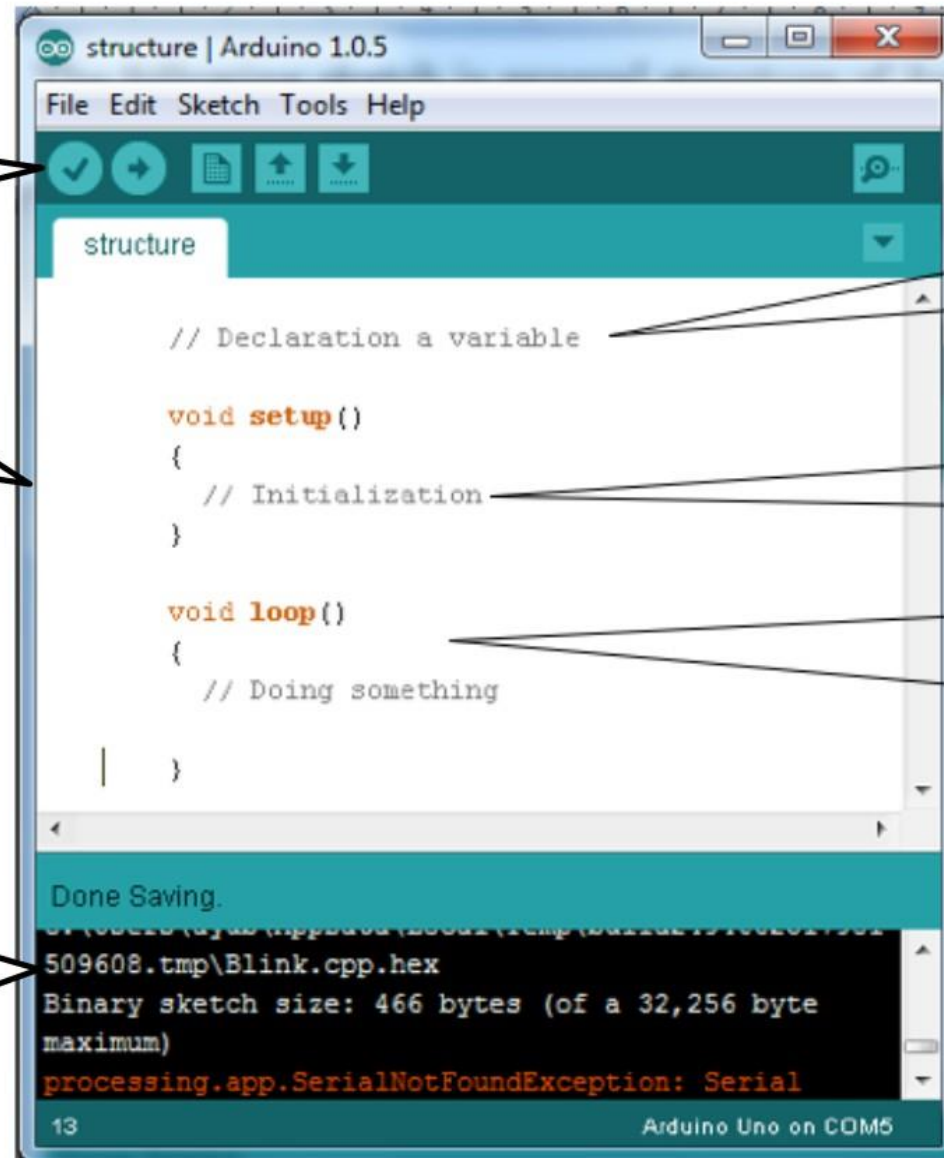 structure | Arduino 1.0.5
File Edit Sketch Tools Help
structure
// Declaration a variable
void setup()
{
// Initialization
}
void loop()
{
// Doing something
}
Done Saving.
509608.tmp\Blink.cpp.hex
Binary sketch size: 466 bytes (of a 32,256 byte
maximum)
processing.app.SerialNotFoundException: Serial
13 Arduino Uno on COM5